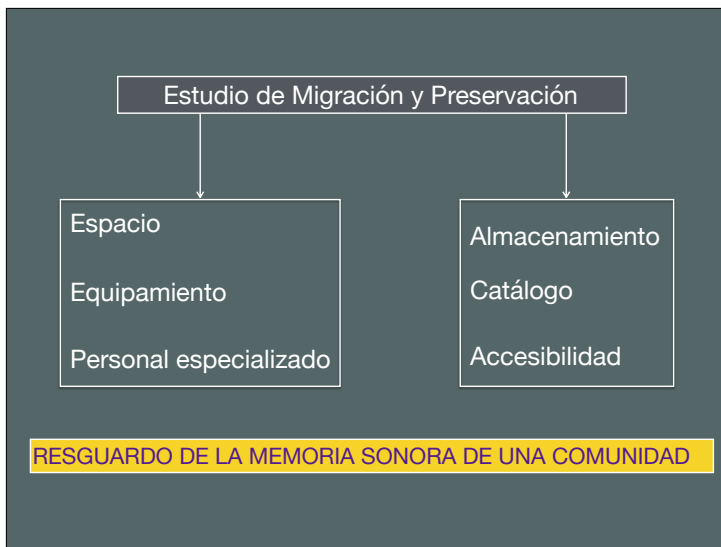 Estudio de Migración y Preservación
Espacio
Equipamiento
Personal especializado
Almacenamiento
Catálogo
Accesibilidad
RESGUARDO DE LA MEMORIA SONORA DE UNA COMUNIDAD